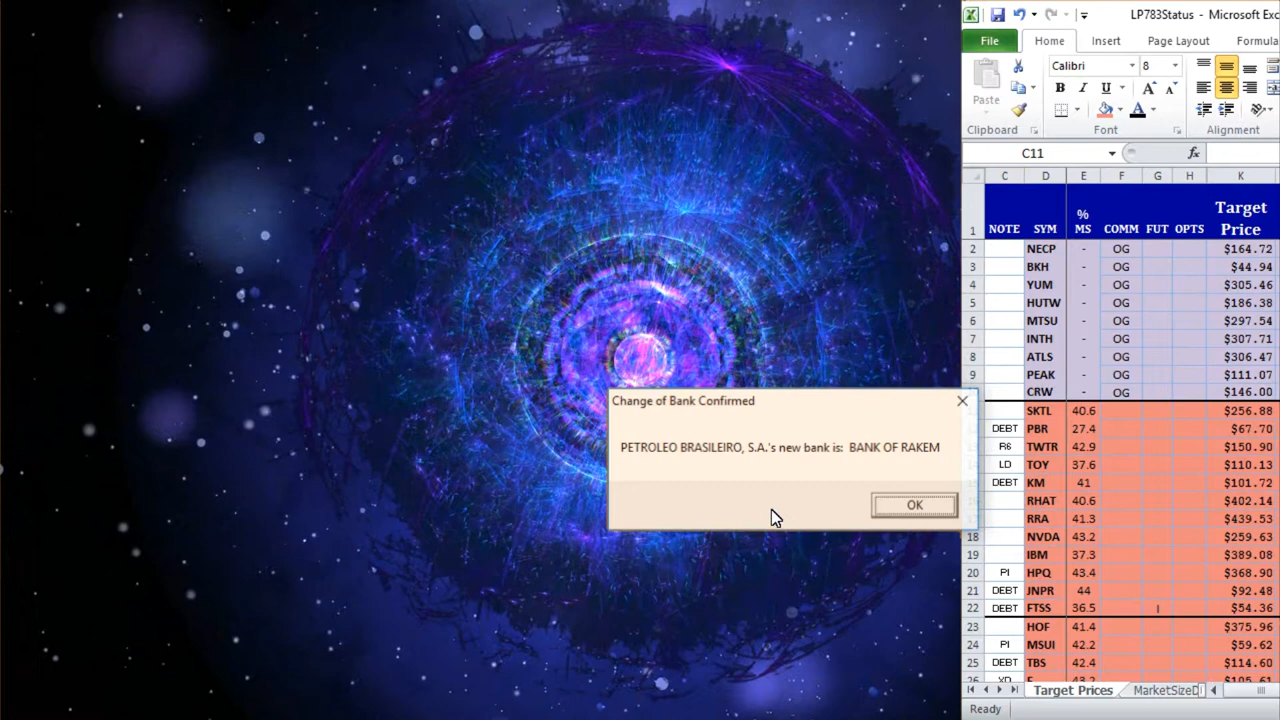 LP783Status - Microsoft Exc
File Home Insert Page Layout Formula
Calibri 8
Paste B I U A A A
Clipboard Font Alignment
C11 fx
C D E F G H K
1 NOTE SYM % MS COMM FUT OPTS Target Price
2 NECP - OG $164.72
3 BKH - OG $44.94
4 YUM - OG $305.46
5 HUTW - OG $186.38
6 MTSU - OG $297.54
7 INTH - OG $307.71
8 ATLS - OG $306.47
9 PEAK - OG $111.07
CRW - OG $146.00
SKTL 40.6 $256.88
DEBT PBR 27.4 $67.70
R6 TWTR 42.9 $150.90
LD TOY 37.6 $110.13
DEBT KM 41 $101.72
RHAT 40.6 $402.14
RRA 41.3 $439.53
18 NVDA 43.2 $259.63
19 IBM 37.3 $389.08
20 PI HPQ 43.4 $368.90
21 DEBT JNPR 44 $92.48
22 DEBT FTSS 36.5 I $54.36
23 HOF 41.4 $375.96
24 PI MSUI 42.2 $59.62
25 DEBT TBS 42.4 $114.60
Target Prices MarketSizeD
Ready
Change of Bank Confirmed
PETROLEO BRASILEIRO, S.A.'s new bank is: BANK OF RAKEM
OK